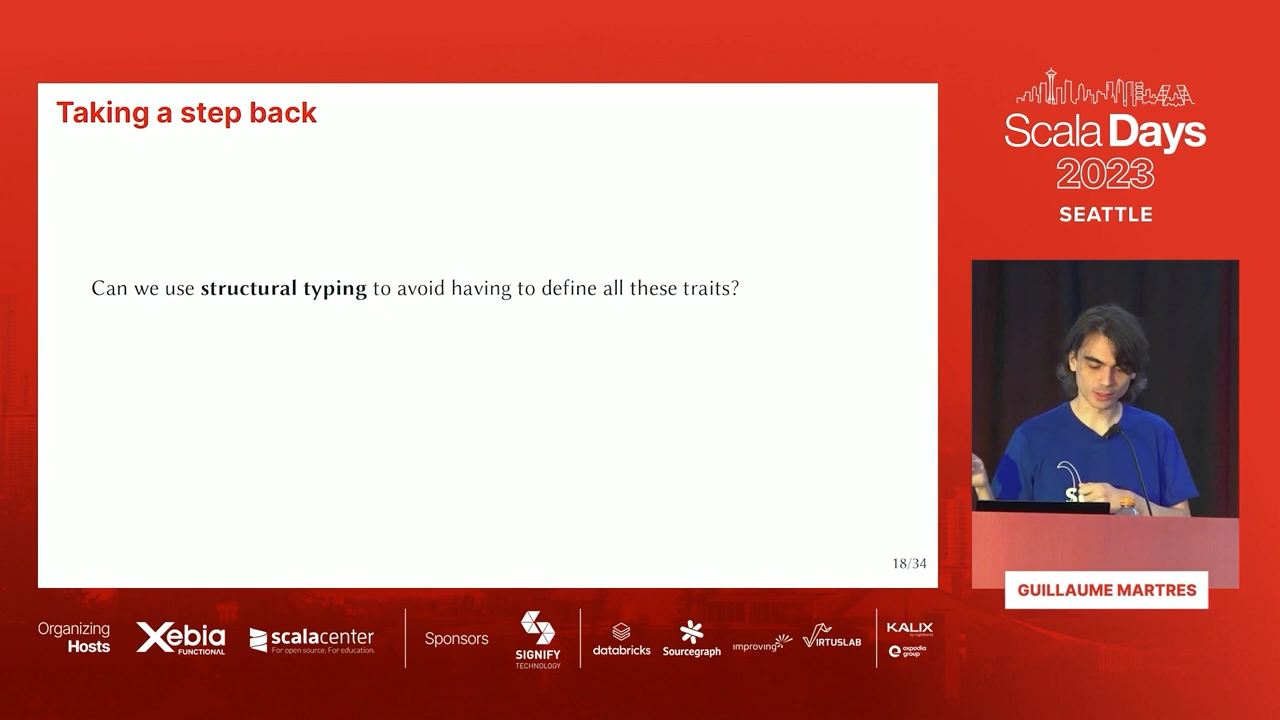 Taking a step back
Can we use structural typing to avoid having to define all these traits?
18/34
Scala Days
2023
SEATTLE
GUILLAUME MARTRES
Organizing
Hosts
Xebia
FUNCTIONAL
scalacenter
For open source. For education.
Sponsors
SIGNIFY
TECHNOLOGY
databricks
Sourcegraph
improving
VIRTUSLAB
KALIX
by Lightbend
expedia
group